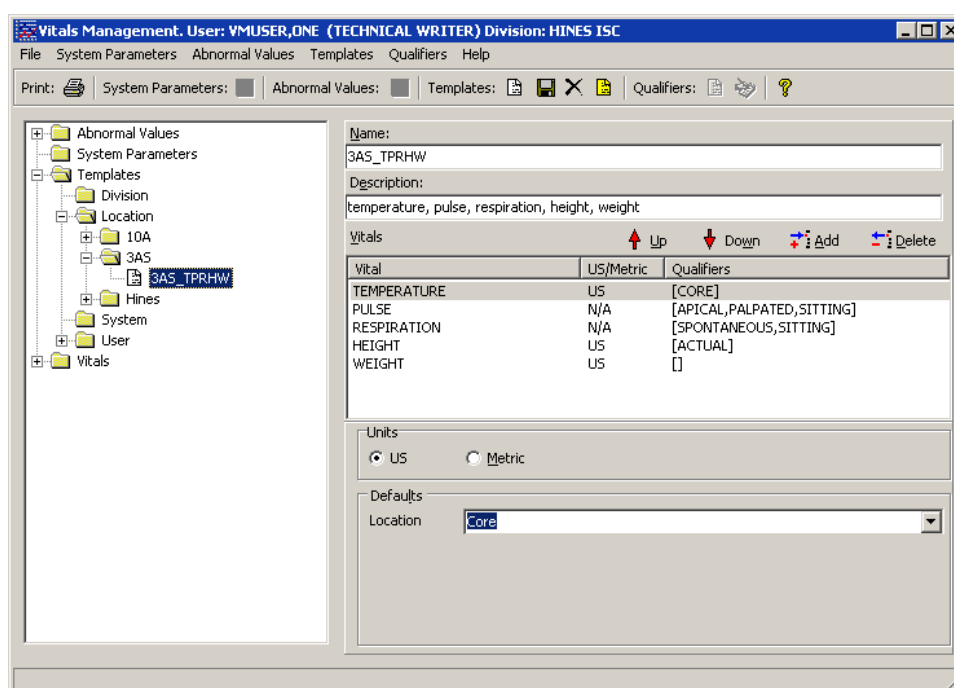 Vitals Management. User: VMUSER,ONE (TECHNICAL WRITER) Division: HINES ISC
File System Parameters Abnormal Values Templates Qualifiers Help
Print: System Parameters: Abnormal Values: Templates: Qualifiers:
Abnormal Values
System Parameters
Templates
Division
Location
10A
3AS
3AS_TPRHW
Hines
System
User
Vitals
Name:
3AS_TPRHW
Description:
temperature, pulse, respiration, height, weight
Vitals Up Down Add Delete
Vital US/Metric Qualifiers
TEMPERATURE US [CORE]
PULSE N/A [APICAL,PALPATED,SITTING]
RESPIRATION N/A [SPONTANEOUS,SITTING]
HEIGHT US [ACTUAL]
WEIGHT US []
Units
US Metric
Defaults
Location Core